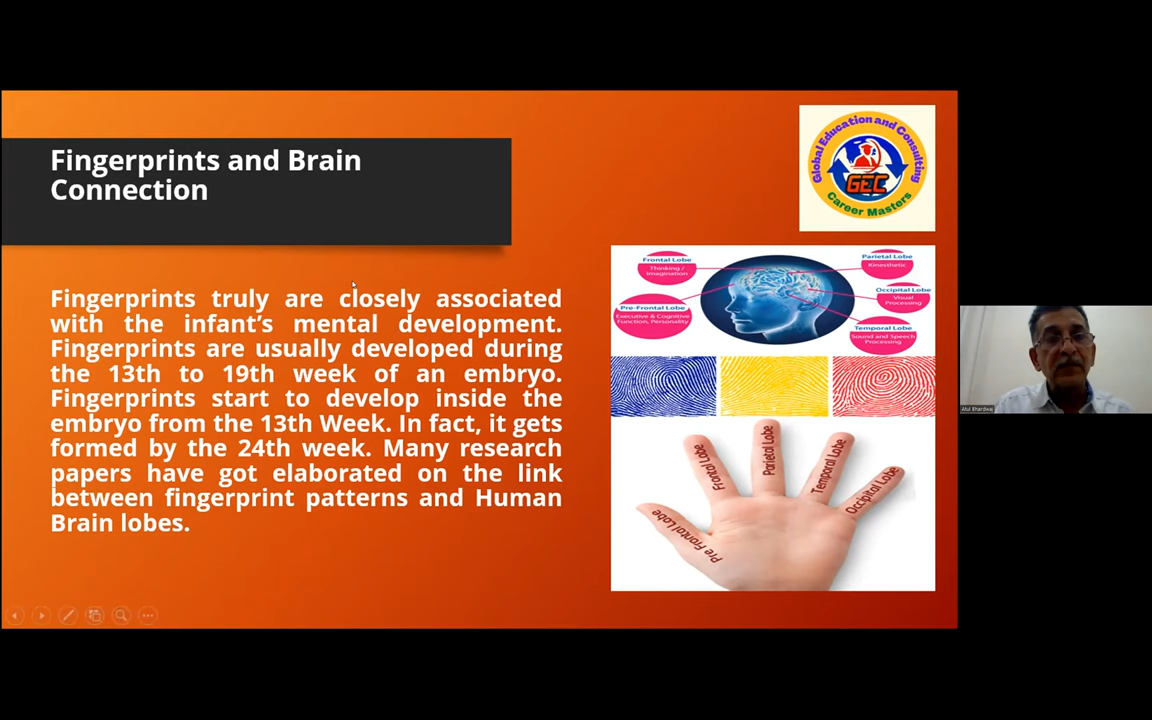 Fingerprints and Brain
Connection
Global Education and Consulting
GEC
Career Masters
Fingerprints truly are closely associated
with the infant's mental development.
Fingerprints are usually developed during
the 13th to 19th week of an embryo.
Fingerprints start to develop inside the
embryo from the 13th Week. In fact, it gets
formed by the 24th week. Many research
papers have got elaborated on the link
between fingerprint patterns and Human
Brain lobes.
Frontal Lobe
Thinking /
Imagination
Parietal Lobe
Kinesthetic
Pre-Frontal Lobe
Executive & Cognitive
Function, Personality
Occipital Lobe
Visual
Processing
Temporal Lobe
Sound and Speech
Processing
Pre Frontal Lobe
Frontal Lobe
Parietal Lobe
Temporal Lobe
Occipital Lobe
Atul Bhardwaj